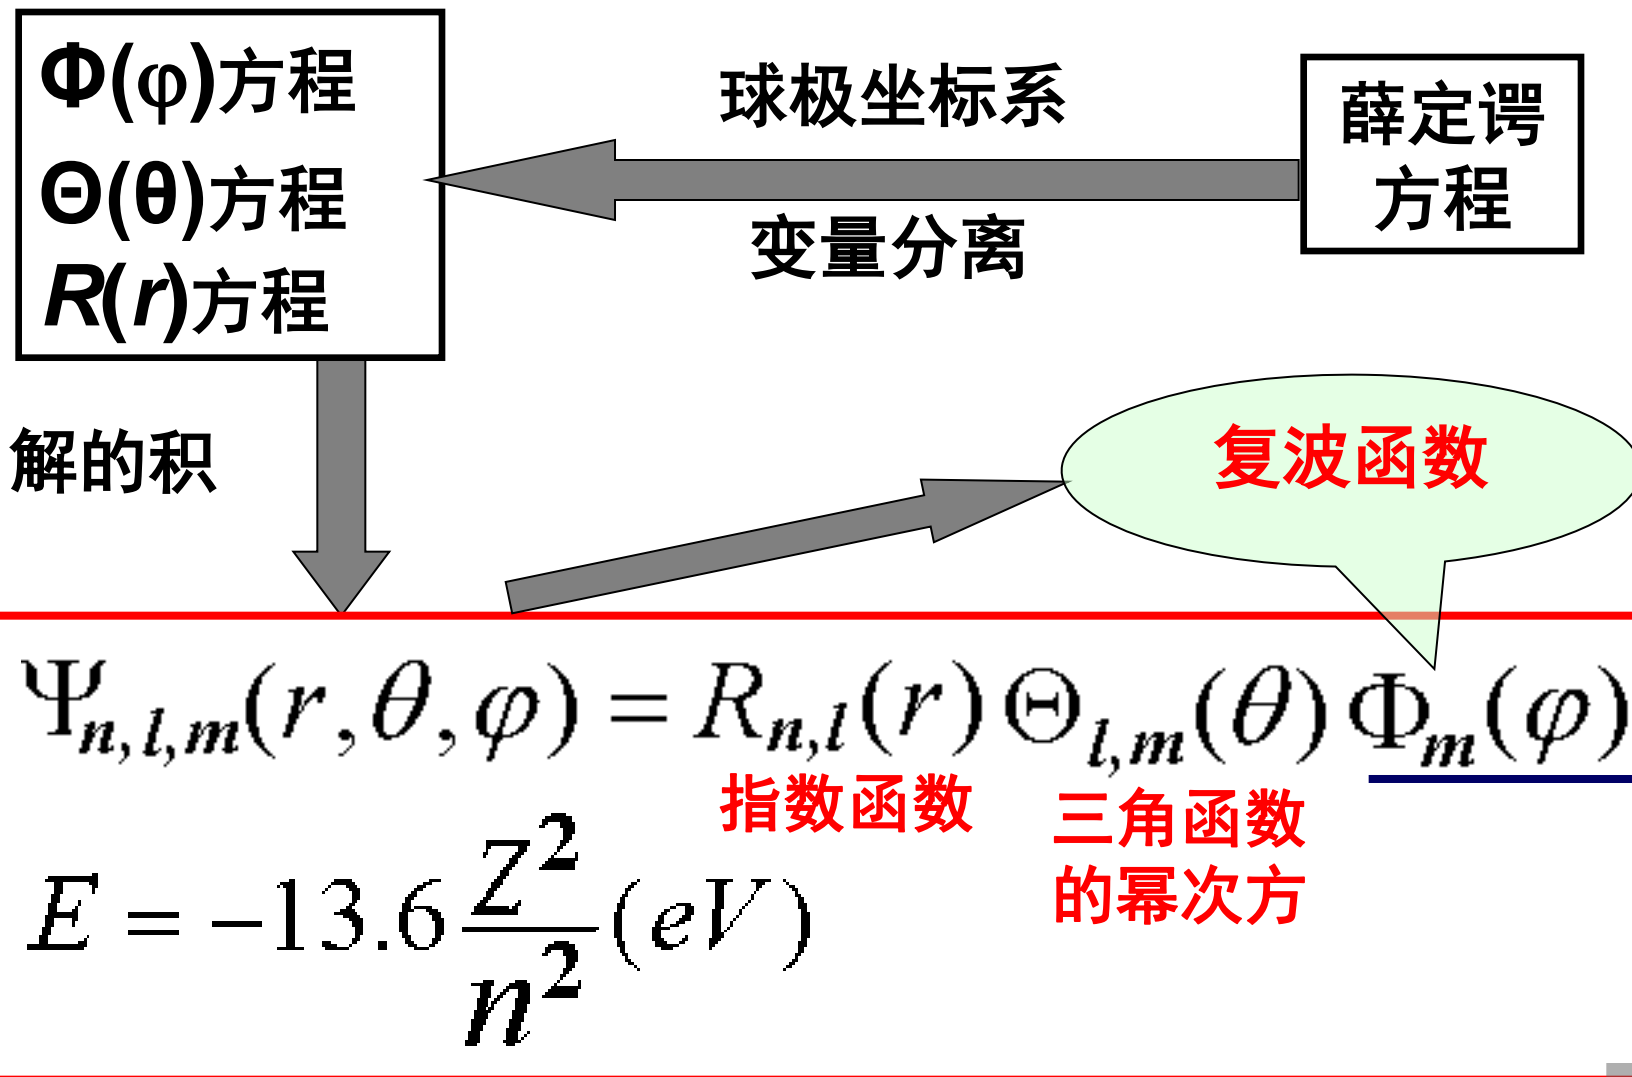 Φ(φ)方程
Θ(θ)方程
R(r)方程
球极坐标系
变量分离
薛定谔
方程
解的积
复波函数
Ψn,l,m(r,θ,φ) = Rn,l(r) Θl,m(θ) Φm(φ)
指数函数
三角函数
的幂次方
E = −13.6 Z²/n² (eV)